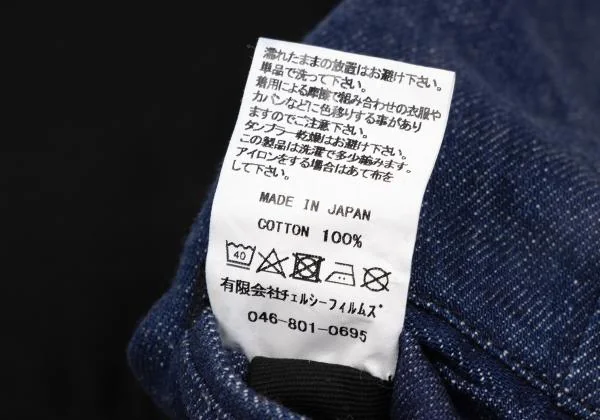 濡れたままの放置はお避け下さい。
単品で洗って下さい。
着用による摩擦で組み合わせの衣服や
カバンなどに色移りする事があり
ますのでご注意下さい。
タンブラー乾燥はお避け下さい。
この製品は洗濯で多少縮みます。
アイロンをする場合はあて布を
して下さい。
MADE IN JAPAN
COTTON 100%
40
有限会社チェルシーフィルムズ
046-801-0695